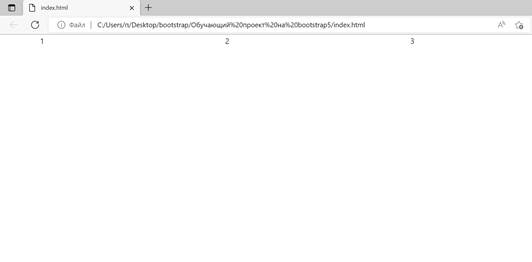 index.html
Файл C:/Users/n/Desktop/bootstrap/Обучающий%20проект%20на%20bootstrap5/index.html
1 2 3